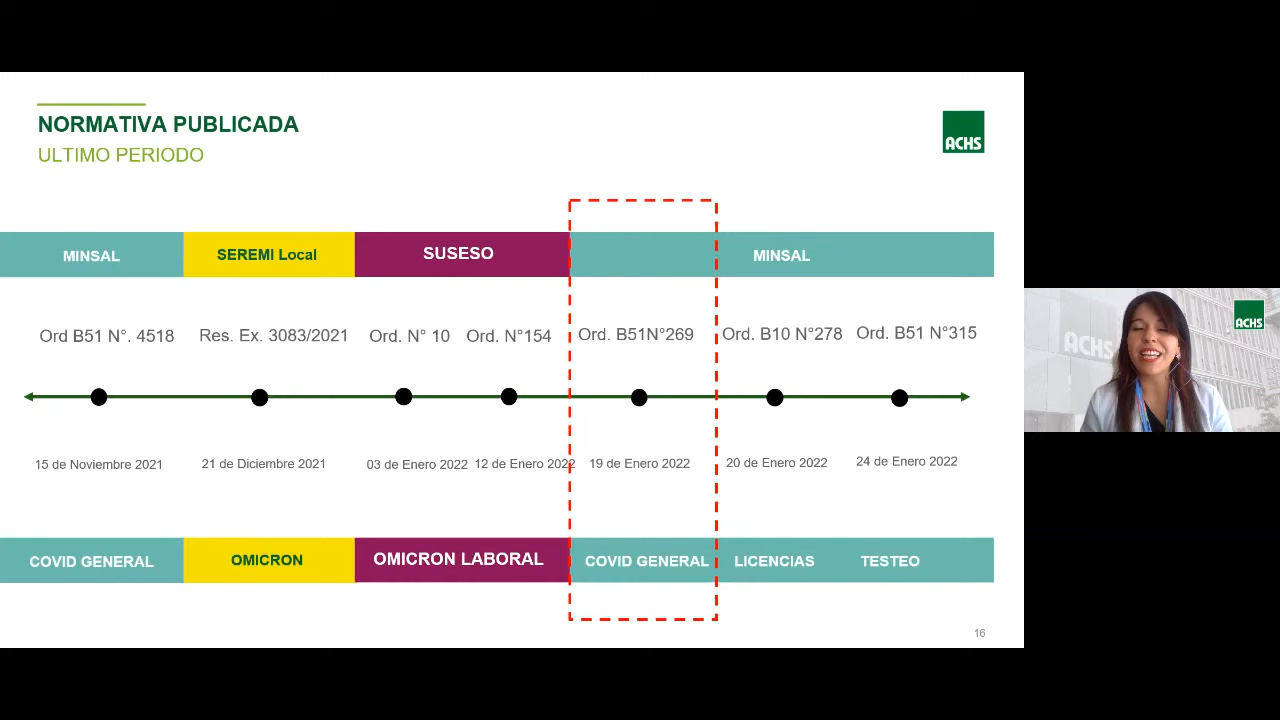 NORMATIVA PUBLICADA
ULTIMO PERIODO
ACHS
MINSAL
SEREMI Local
SUSESO
MINSAL
Ord B51 N°. 4518
Res. Ex. 3083/2021
Ord. N° 10
Ord. N°154
Ord. B51N°269
Ord. B10 N°278
Ord. B51 N°315
15 de Noviembre 2021
21 de Diciembre 2021
03 de Enero 2022
12 de Enero 2022
19 de Enero 2022
20 de Enero 2022
24 de Enero 2022
COVID GENERAL
OMICRON
OMICRON LABORAL
COVID GENERAL
LICENCIAS
TESTEO
16
ACHS
ACHS